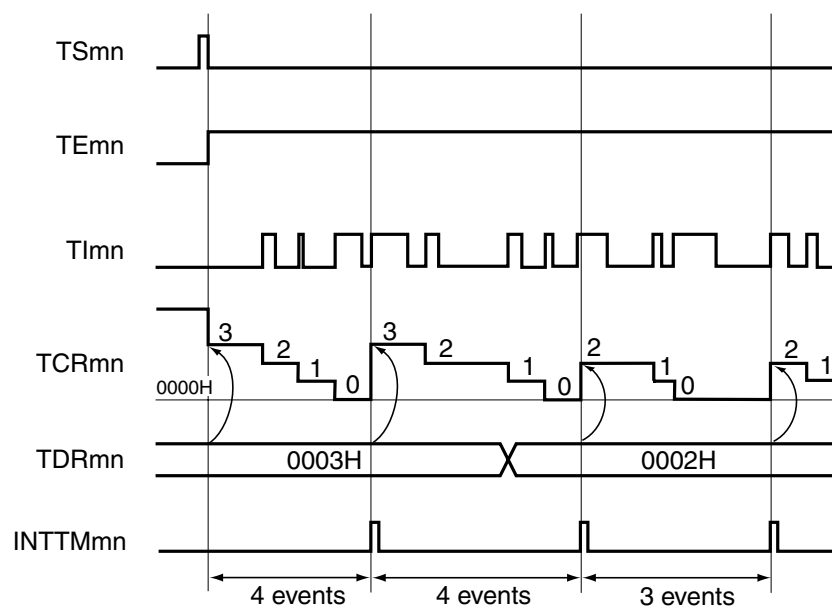 TSmn
TEmn
TImn
TCRmn
3
2
1
0
3
2
1
0
2
1
0
2
1
0000H
TDRmn
0003H
0002H
INTTMmn
4 events
4 events
3 events